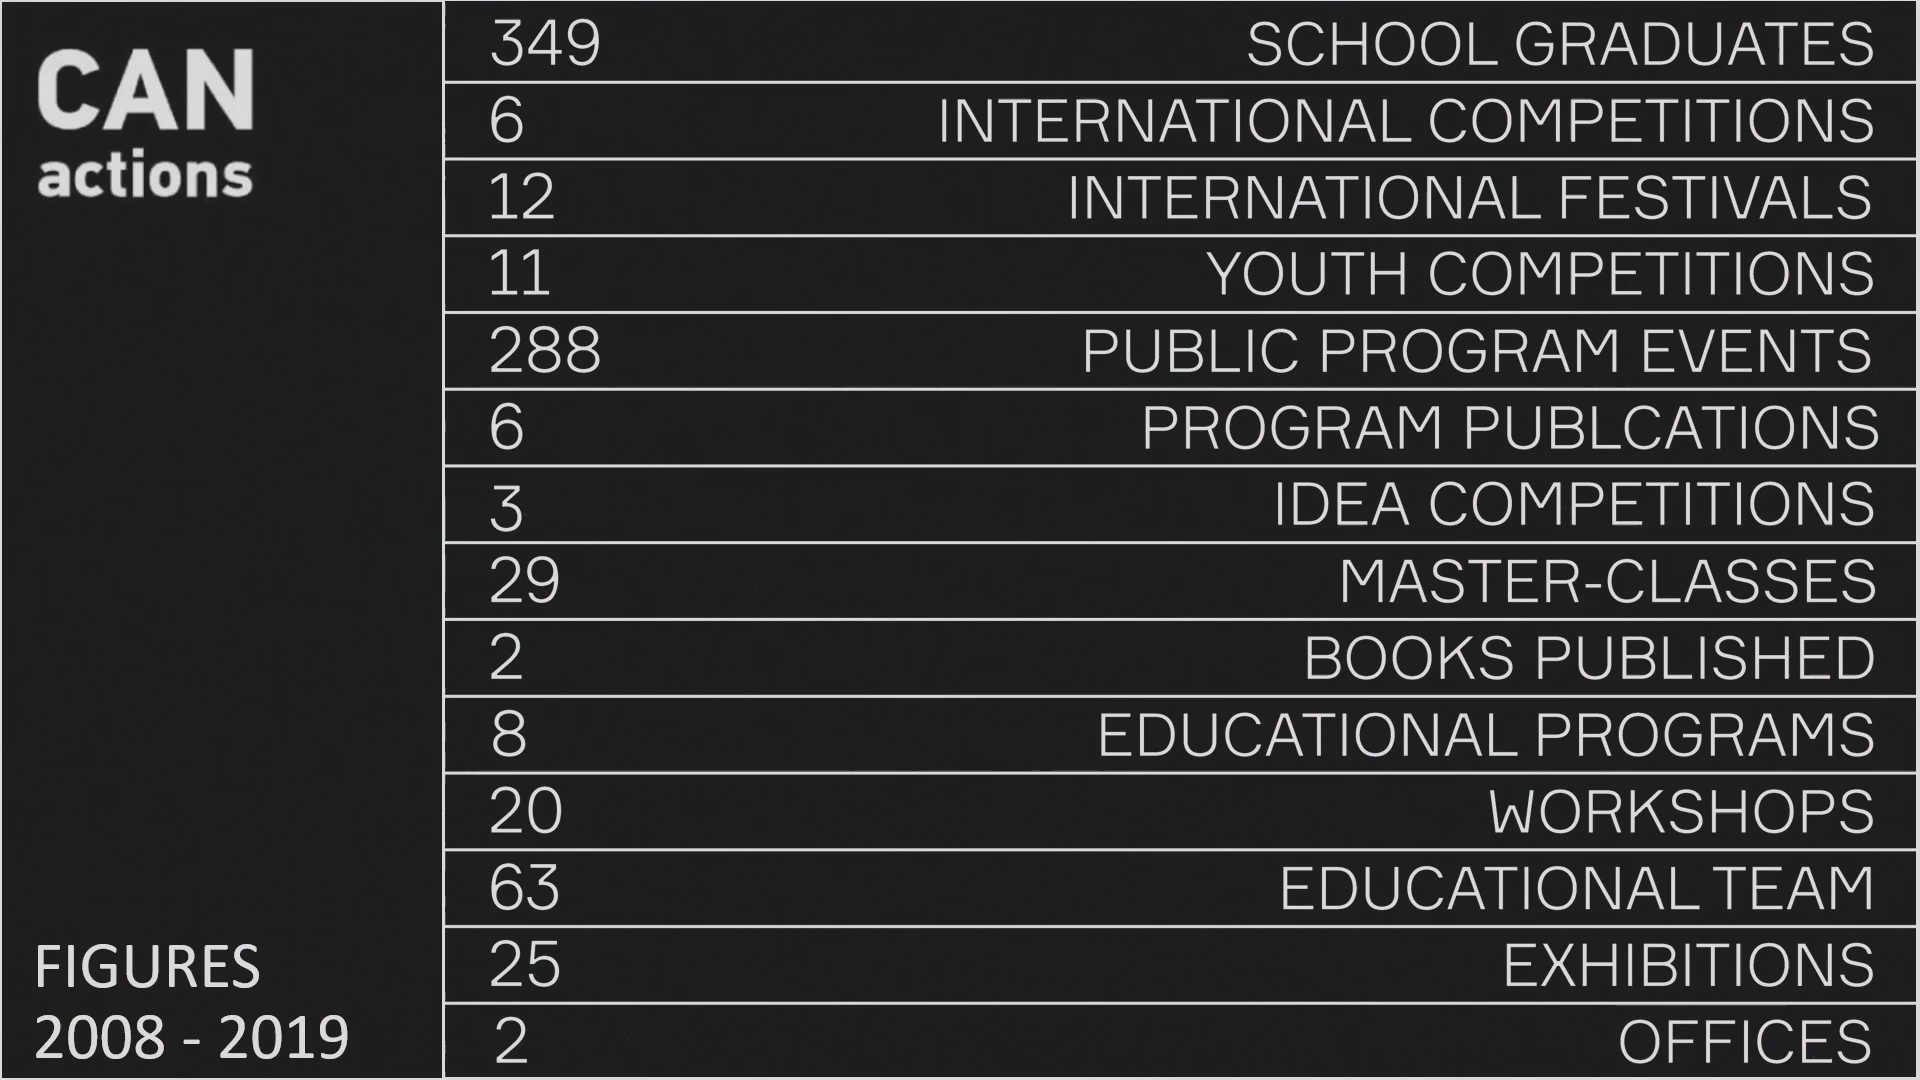 CAN
actions
349 SCHOOL GRADUATES
6 INTERNATIONAL COMPETITIONS
12 INTERNATIONAL FESTIVALS
11 YOUTH COMPETITIONS
288 PUBLIC PROGRAM EVENTS
6 PROGRAM PUBLCATIONS
3 IDEA COMPETITIONS
29 MASTER-CLASSES
2 BOOKS PUBLISHED
8 EDUCATIONAL PROGRAMS
20 WORKSHOPS
63 EDUCATIONAL TEAM
25 EXHIBITIONS
2 OFFICES
FIGURES
2008 - 2019